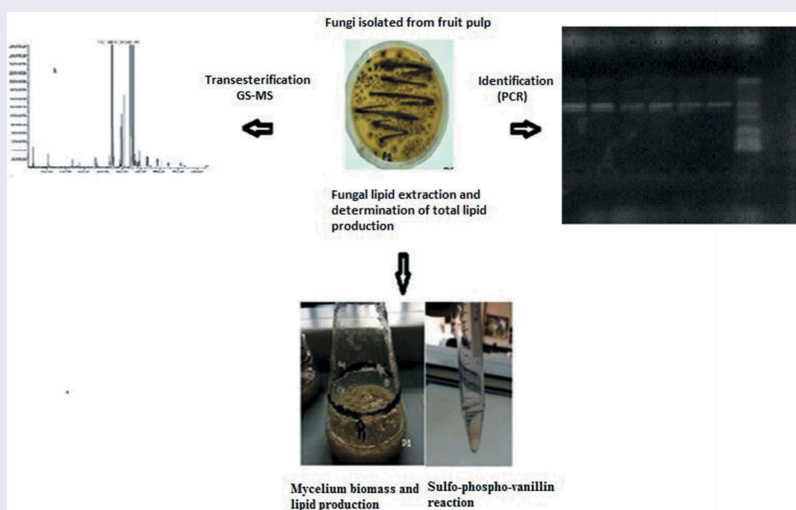 Fungi isolated from fruit pulp
Transesterification
GS-MS
Identification
(PCR)
Fungal lipid extraction and
determination of total lipid
production
Mycelium biomass and
lipid production
Sulfo-phospho-vanillin
reaction